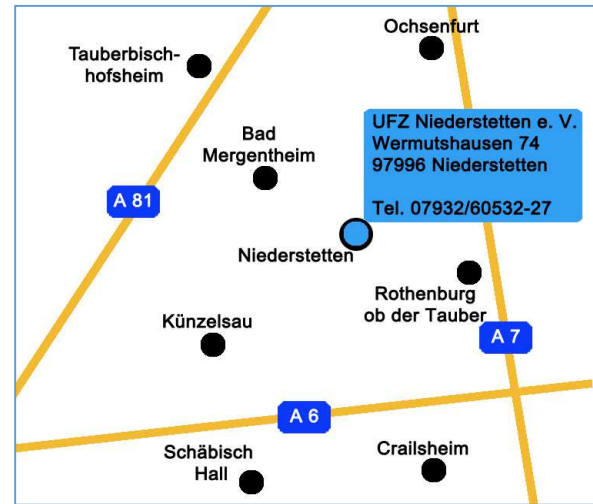 Ochsenfurt
Tauberbisch-
hofsheim
UFZ Niederstetten e. V.
Wermutshausen 74
97996 Niederstetten
Tel. 07932/60532-27
Bad
Mergentheim
A 81
Niederstetten
Rothenburg
ob der Tauber
Künzelsau
A 7
A 6
Schäbisch
Hall
Crailsheim